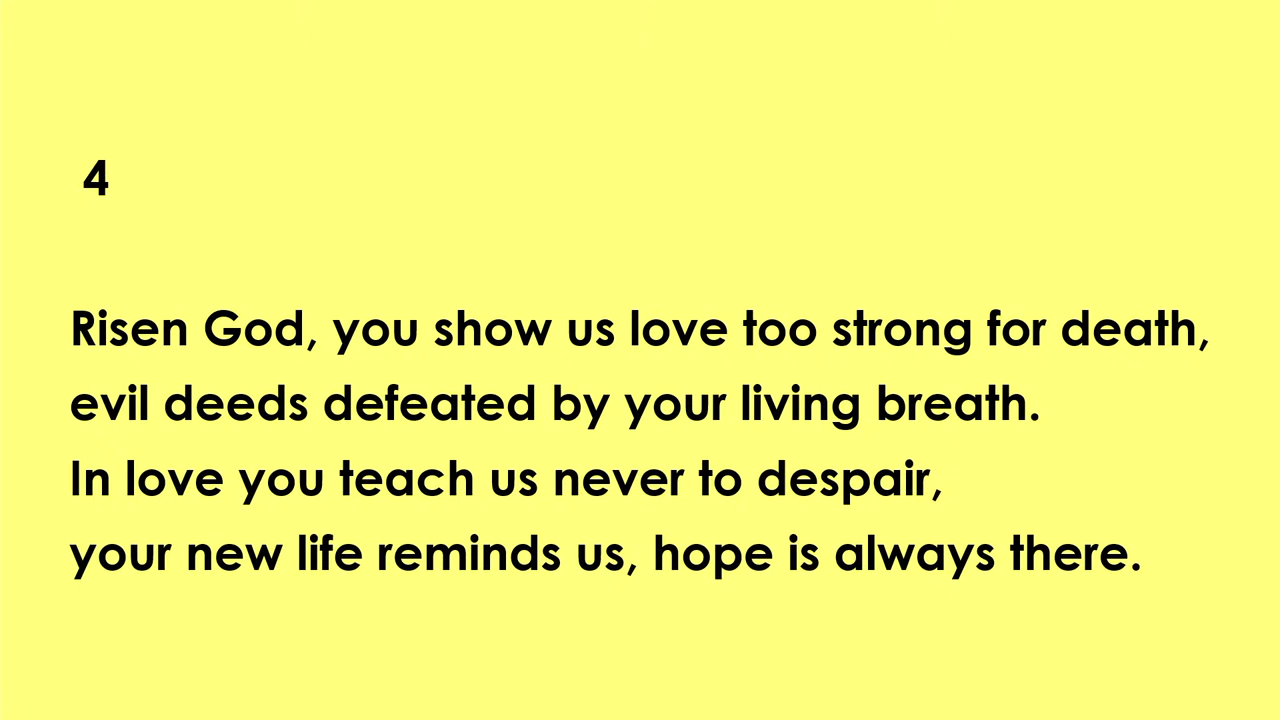 4
Risen God, you show us love too strong for death,
evil deeds defeated by your living breath.
In love you teach us never to despair,
your new life reminds us, hope is always there.